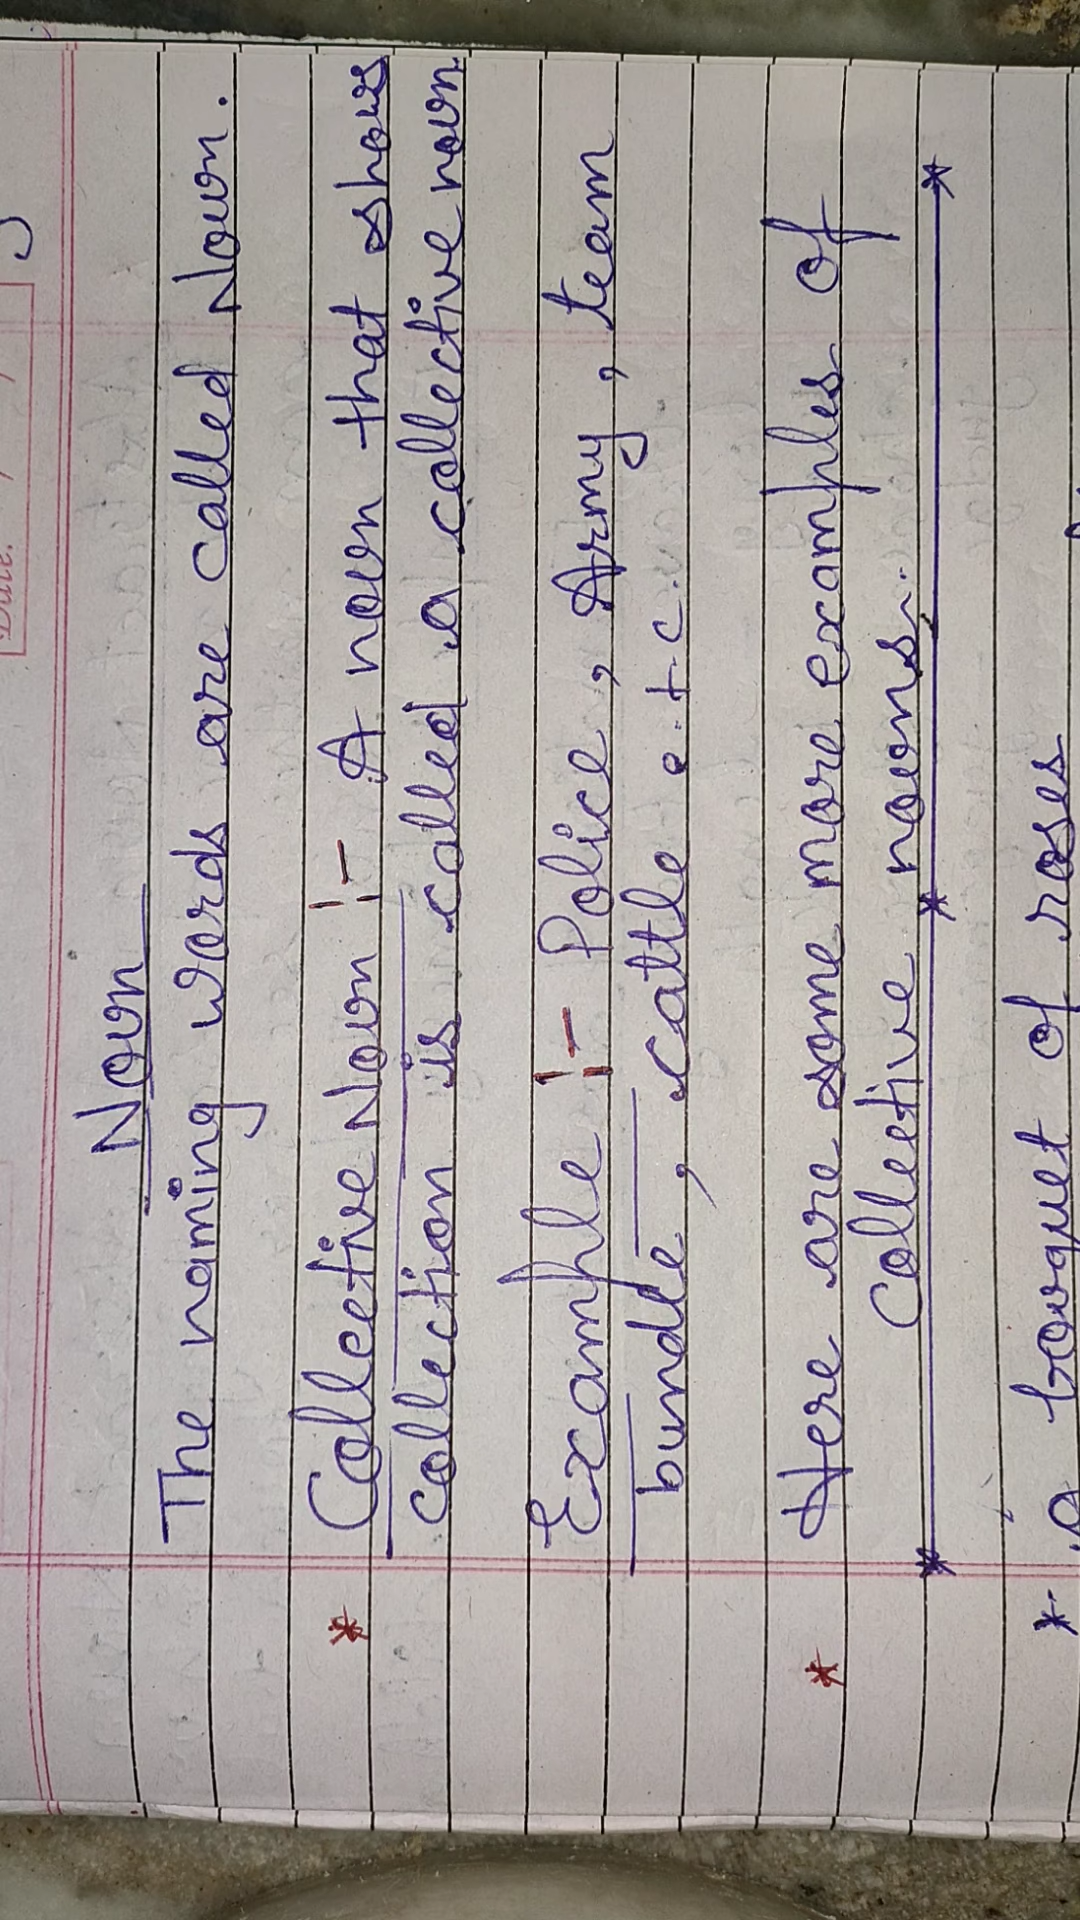 Date.
Noun
The naming words are called Noun.
* Collective Noun :- A noun that shows
collection is called a collective noun
Example :- Police, Army, team
bundle, cattle e.t.c.
* Here are some more examples of
Collective nouns.
* a bouquet of roses